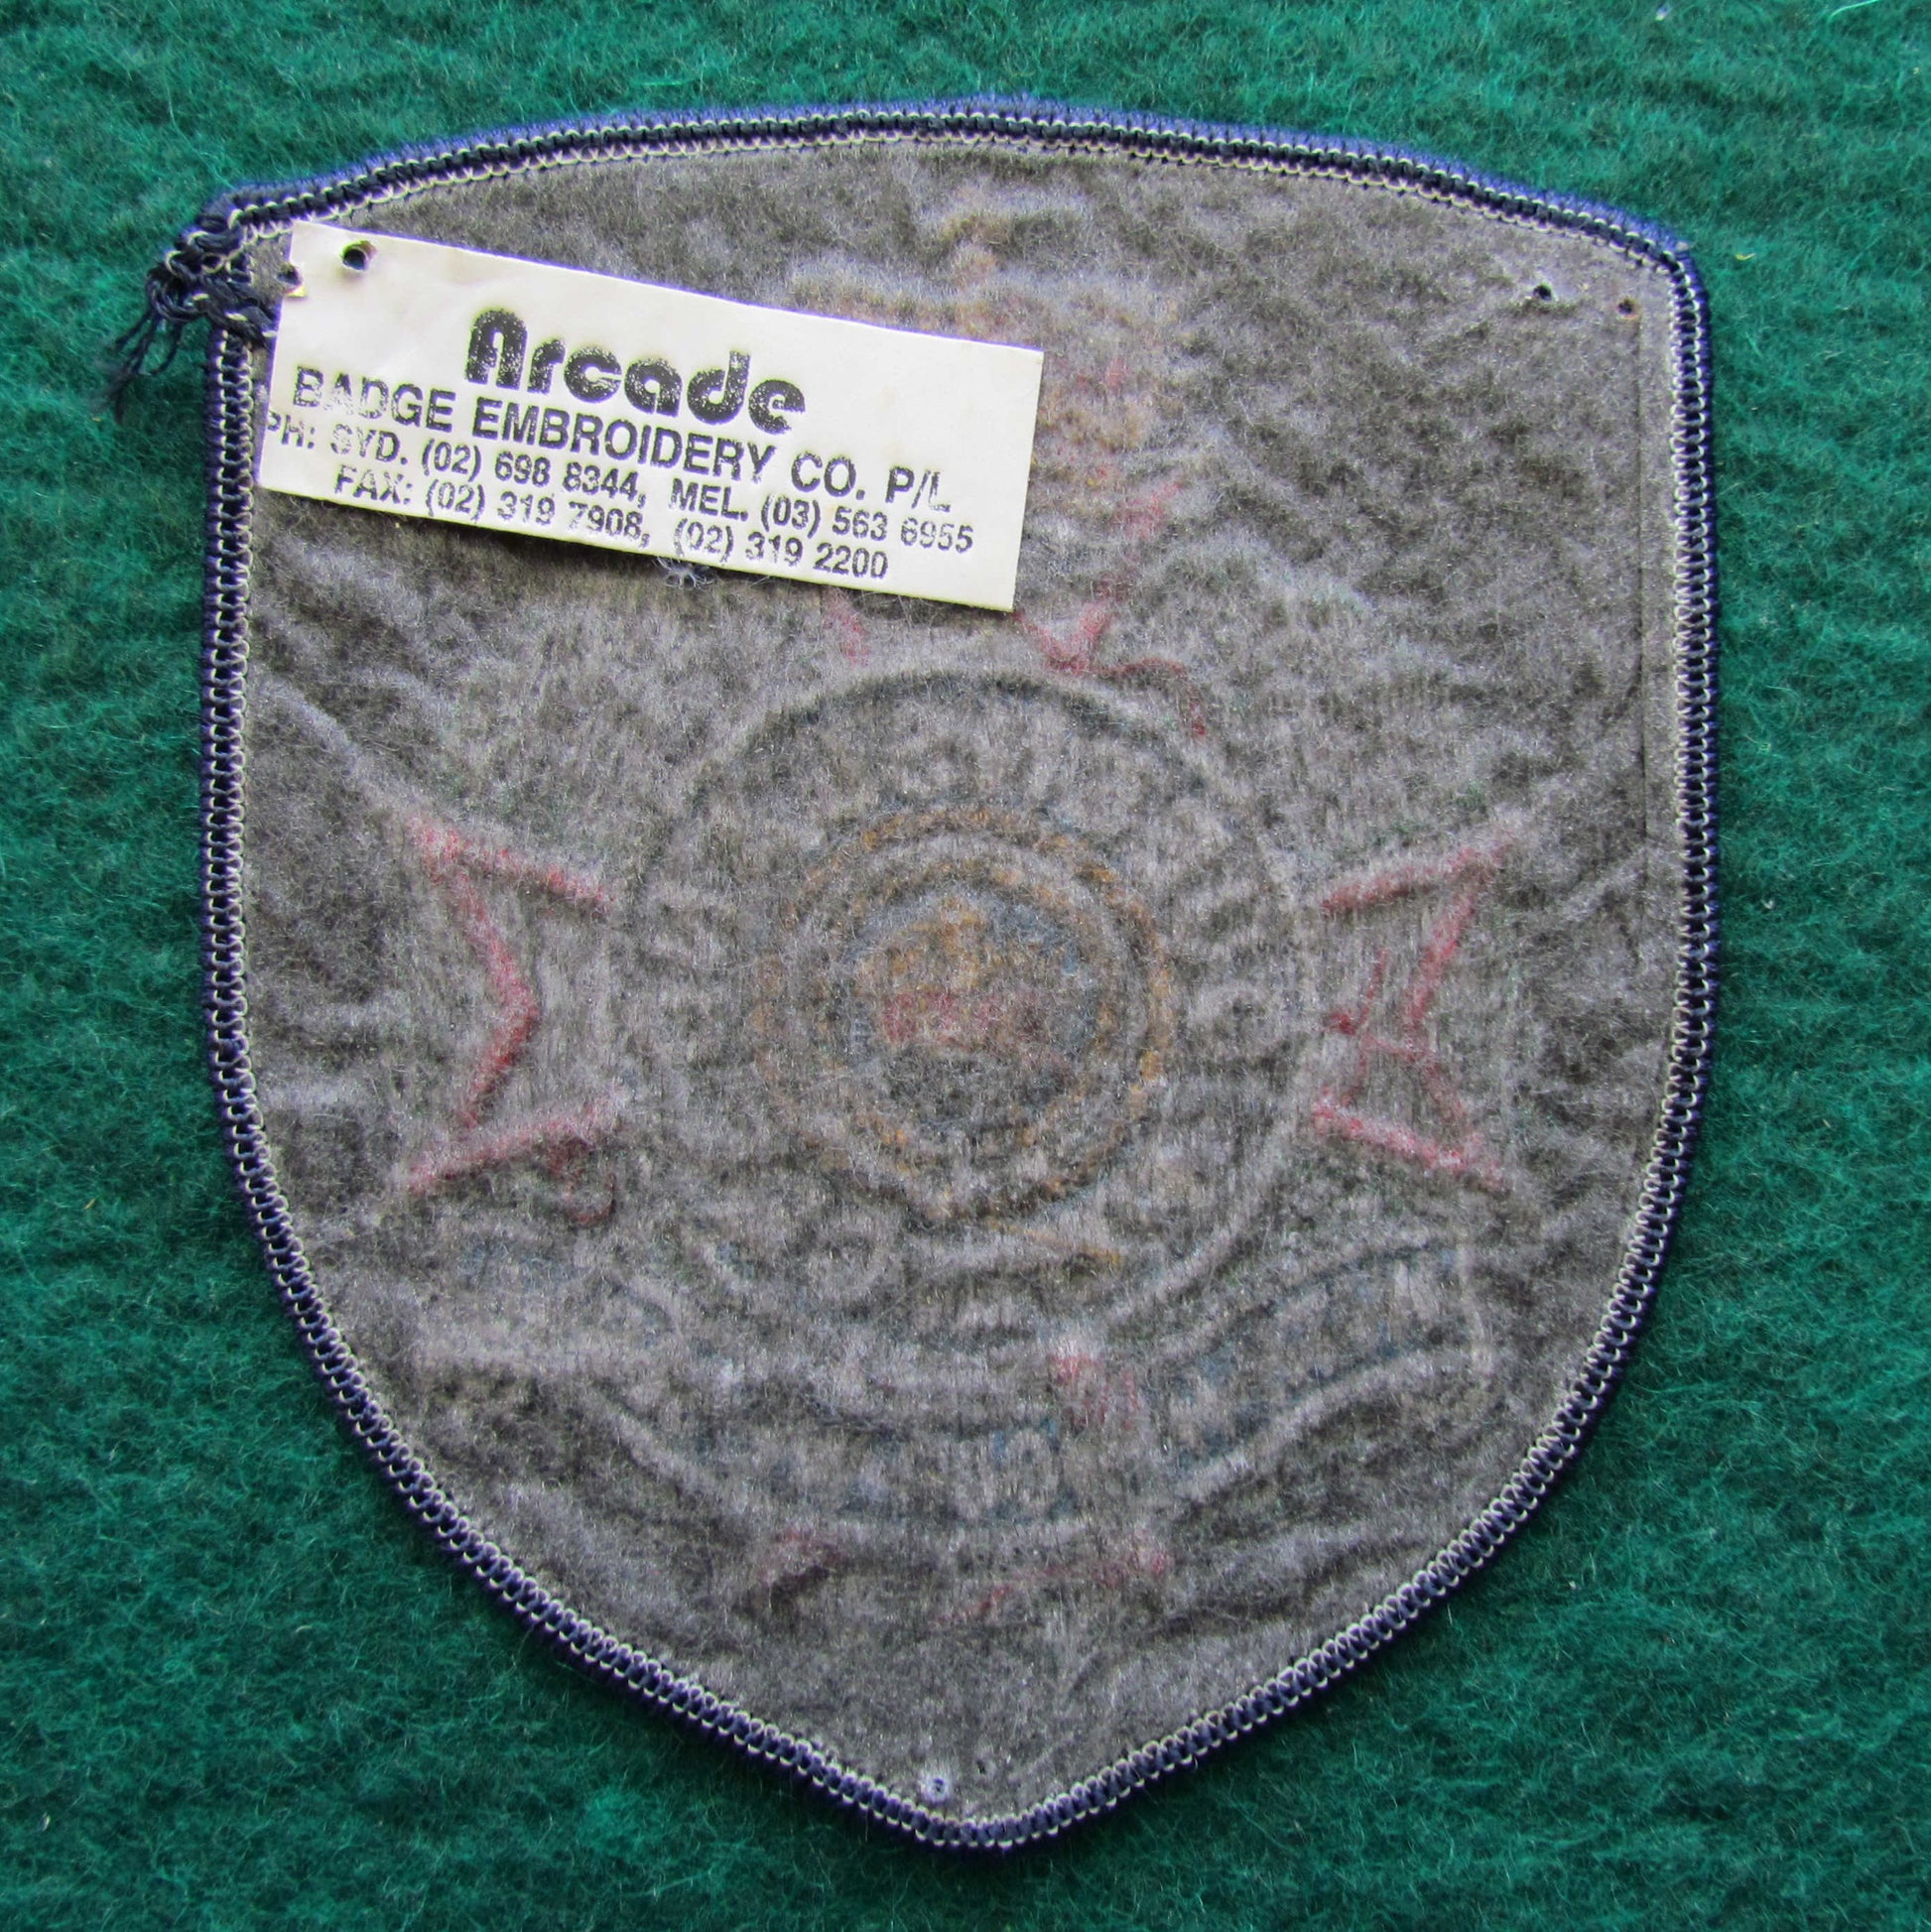 Arcade
BADGE EMBROIDERY CO. P/L
PH: SYD. (02) 698 8344, MEL. (03) 563 6955
FAX: (02) 319 7908, (02) 319 2200